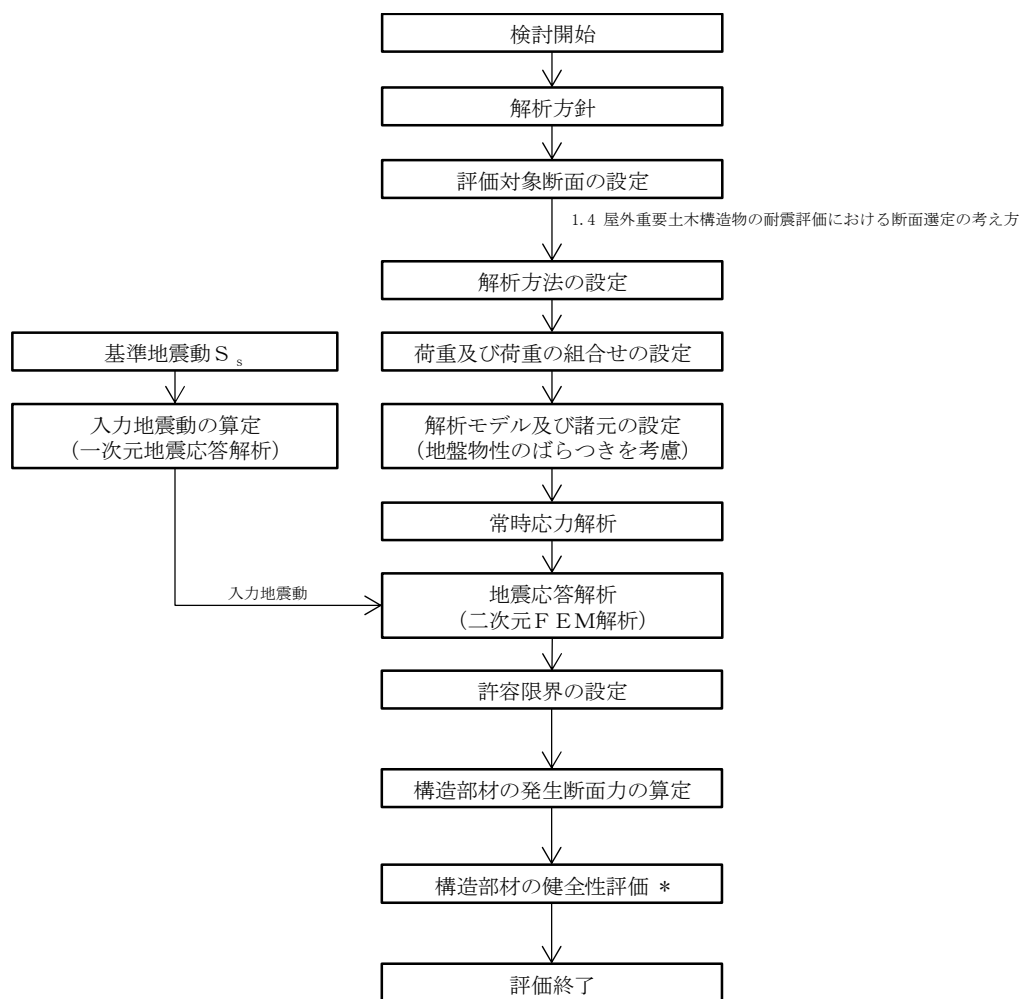 検討開始
解析方針
評価対象断面の設定
1.4 屋外重要土木構造物の耐震評価における断面選定の考え方
解析方法の設定
基準地震動Ｓｓ
荷重及び荷重の組合せの設定
入力地震動の算定
（一次元地震応答解析）
解析モデル及び諸元の設定
（地盤物性のばらつきを考慮）
常時応力解析
入力地震動
地震応答解析
（二次元ＦＥＭ解析）
許容限界の設定
構造部材の発生断面力の算定
構造部材の健全性評価 *
評価終了